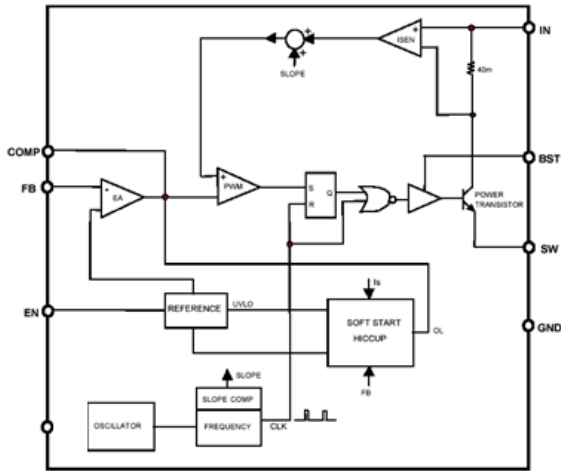 IN
ISEN
+
+
+
40m
SLOPE
COMP
BST
FB
-
EA
+
PWM
S
Q
R
POWER
TRANSISTOR
SW
Is
EN
REFERENCE
UVLO
SOFT START
HICCUP
OL
GND
SLOPE
FB
SLOPE COMP
OSCILLATOR
FREQUENCY
CLK